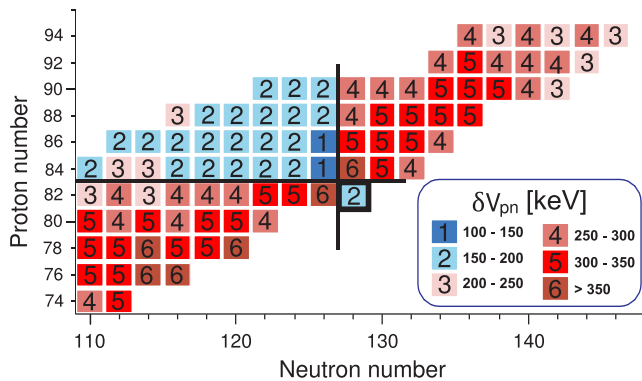 94 4 3 4 3 4 3
92 4 5 4 4 4 3
90 2 2 2 4 4 4 5 5 5 4 3
88 3 2 2 2 2 2 4 5 5 5 5
86 2 2 2 2 2 2 2 1 5 5 5 4
84 2 3 3 2 2 2 2 2 1 6 5 4
82 3 4 3 4 4 4 5 5 6 2
80 5 4 5 4 5 5 4
78 5 5 6 5 5 6
76 5 5 6 6
74 4 5
Proton number
δVpn [keV]
1 100 - 150
2 150 - 200
3 200 - 250
4 250 - 300
5 300 - 350
6 > 350
110 120 130 140
Neutron number